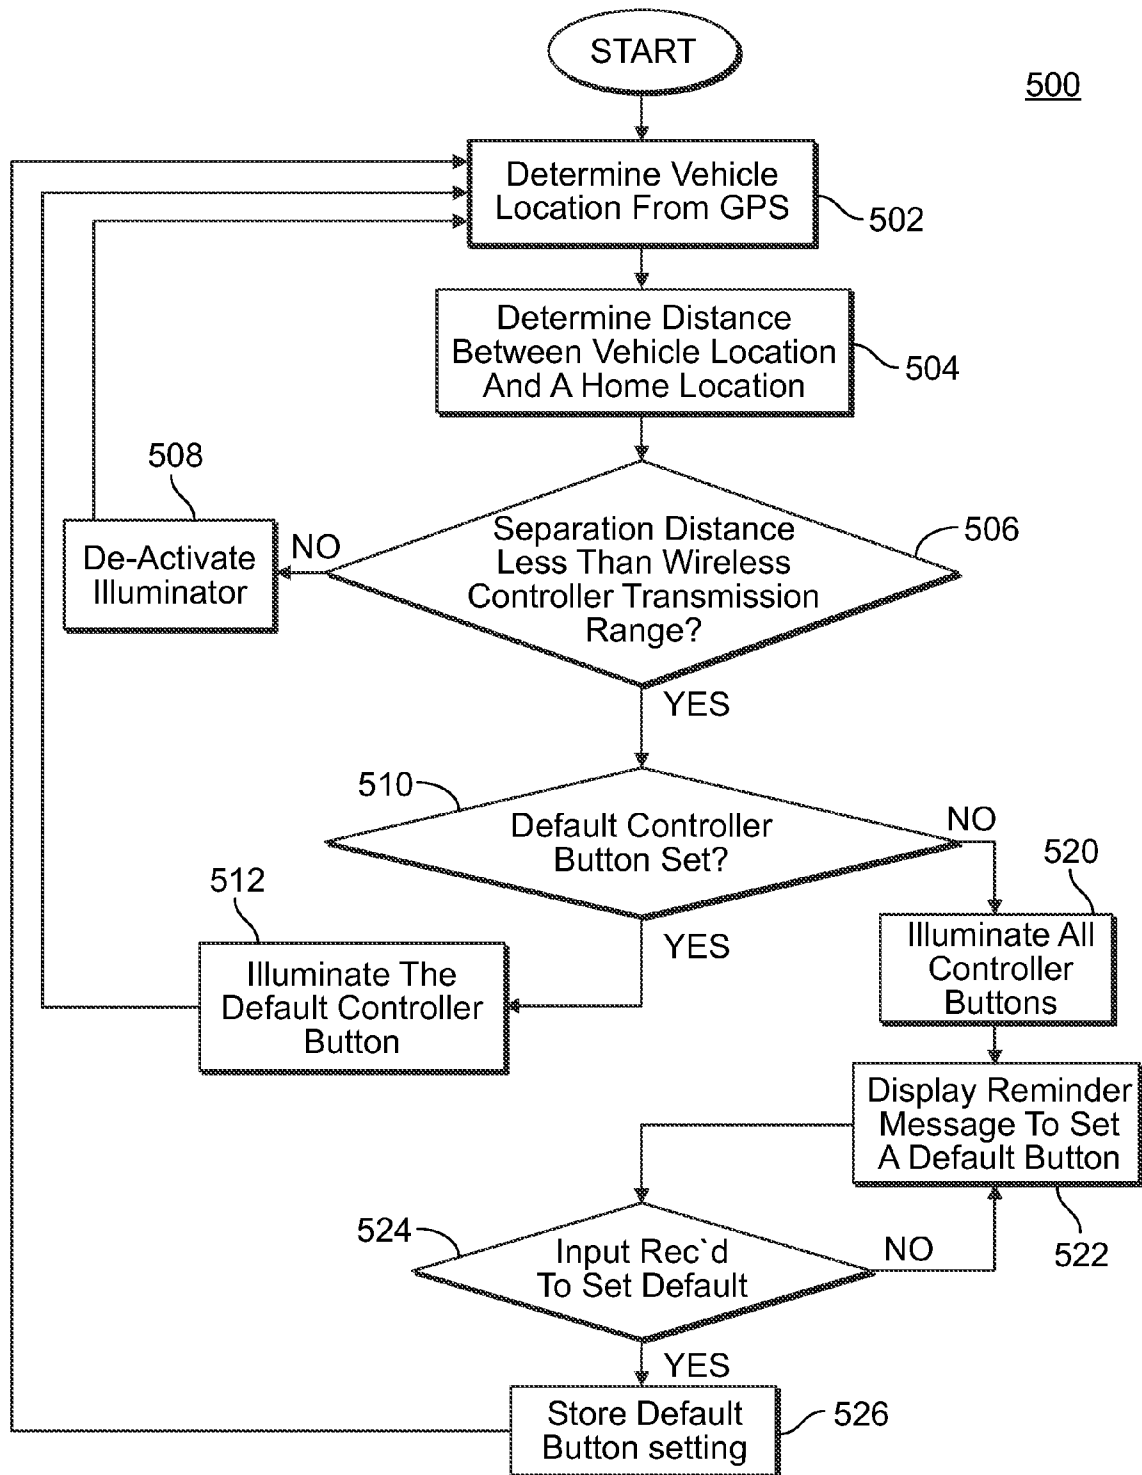 START
500
Determine Vehicle
Location From GPS
502
Determine Distance
Between Vehicle Location
And A Home Location
504
508
De-Activate
Illuminator
NO
Separation Distance
Less Than Wireless
Controller Transmission
Range?
506
YES
510
Default Controller
Button Set?
NO
520
512
YES
Illuminate The
Default Controller
Button
Illuminate All
Controller
Buttons
Display Reminder
Message To Set
A Default Button
522
524
Input Rec`d
To Set Default
NO
YES
Store Default
Button setting
526